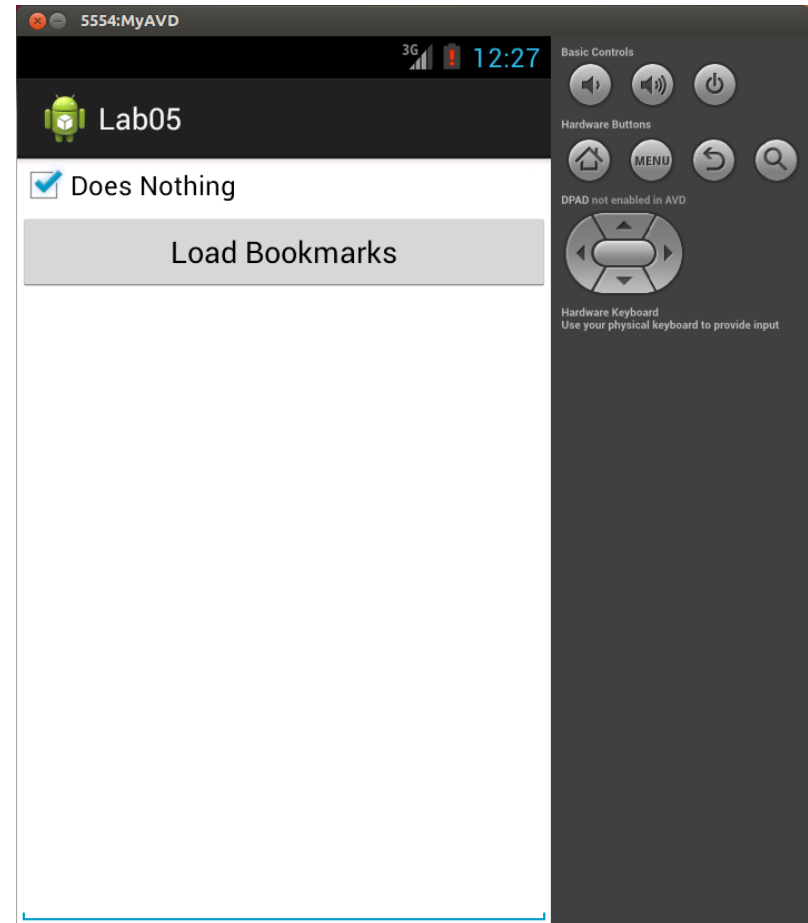 5554:MyAVD
3G 12:27
Lab05
Does Nothing
Load Bookmarks
Basic Controls
Hardware Buttons
MENU
DPAD not enabled in AVD
Hardware Keyboard
Use your physical keyboard to provide input